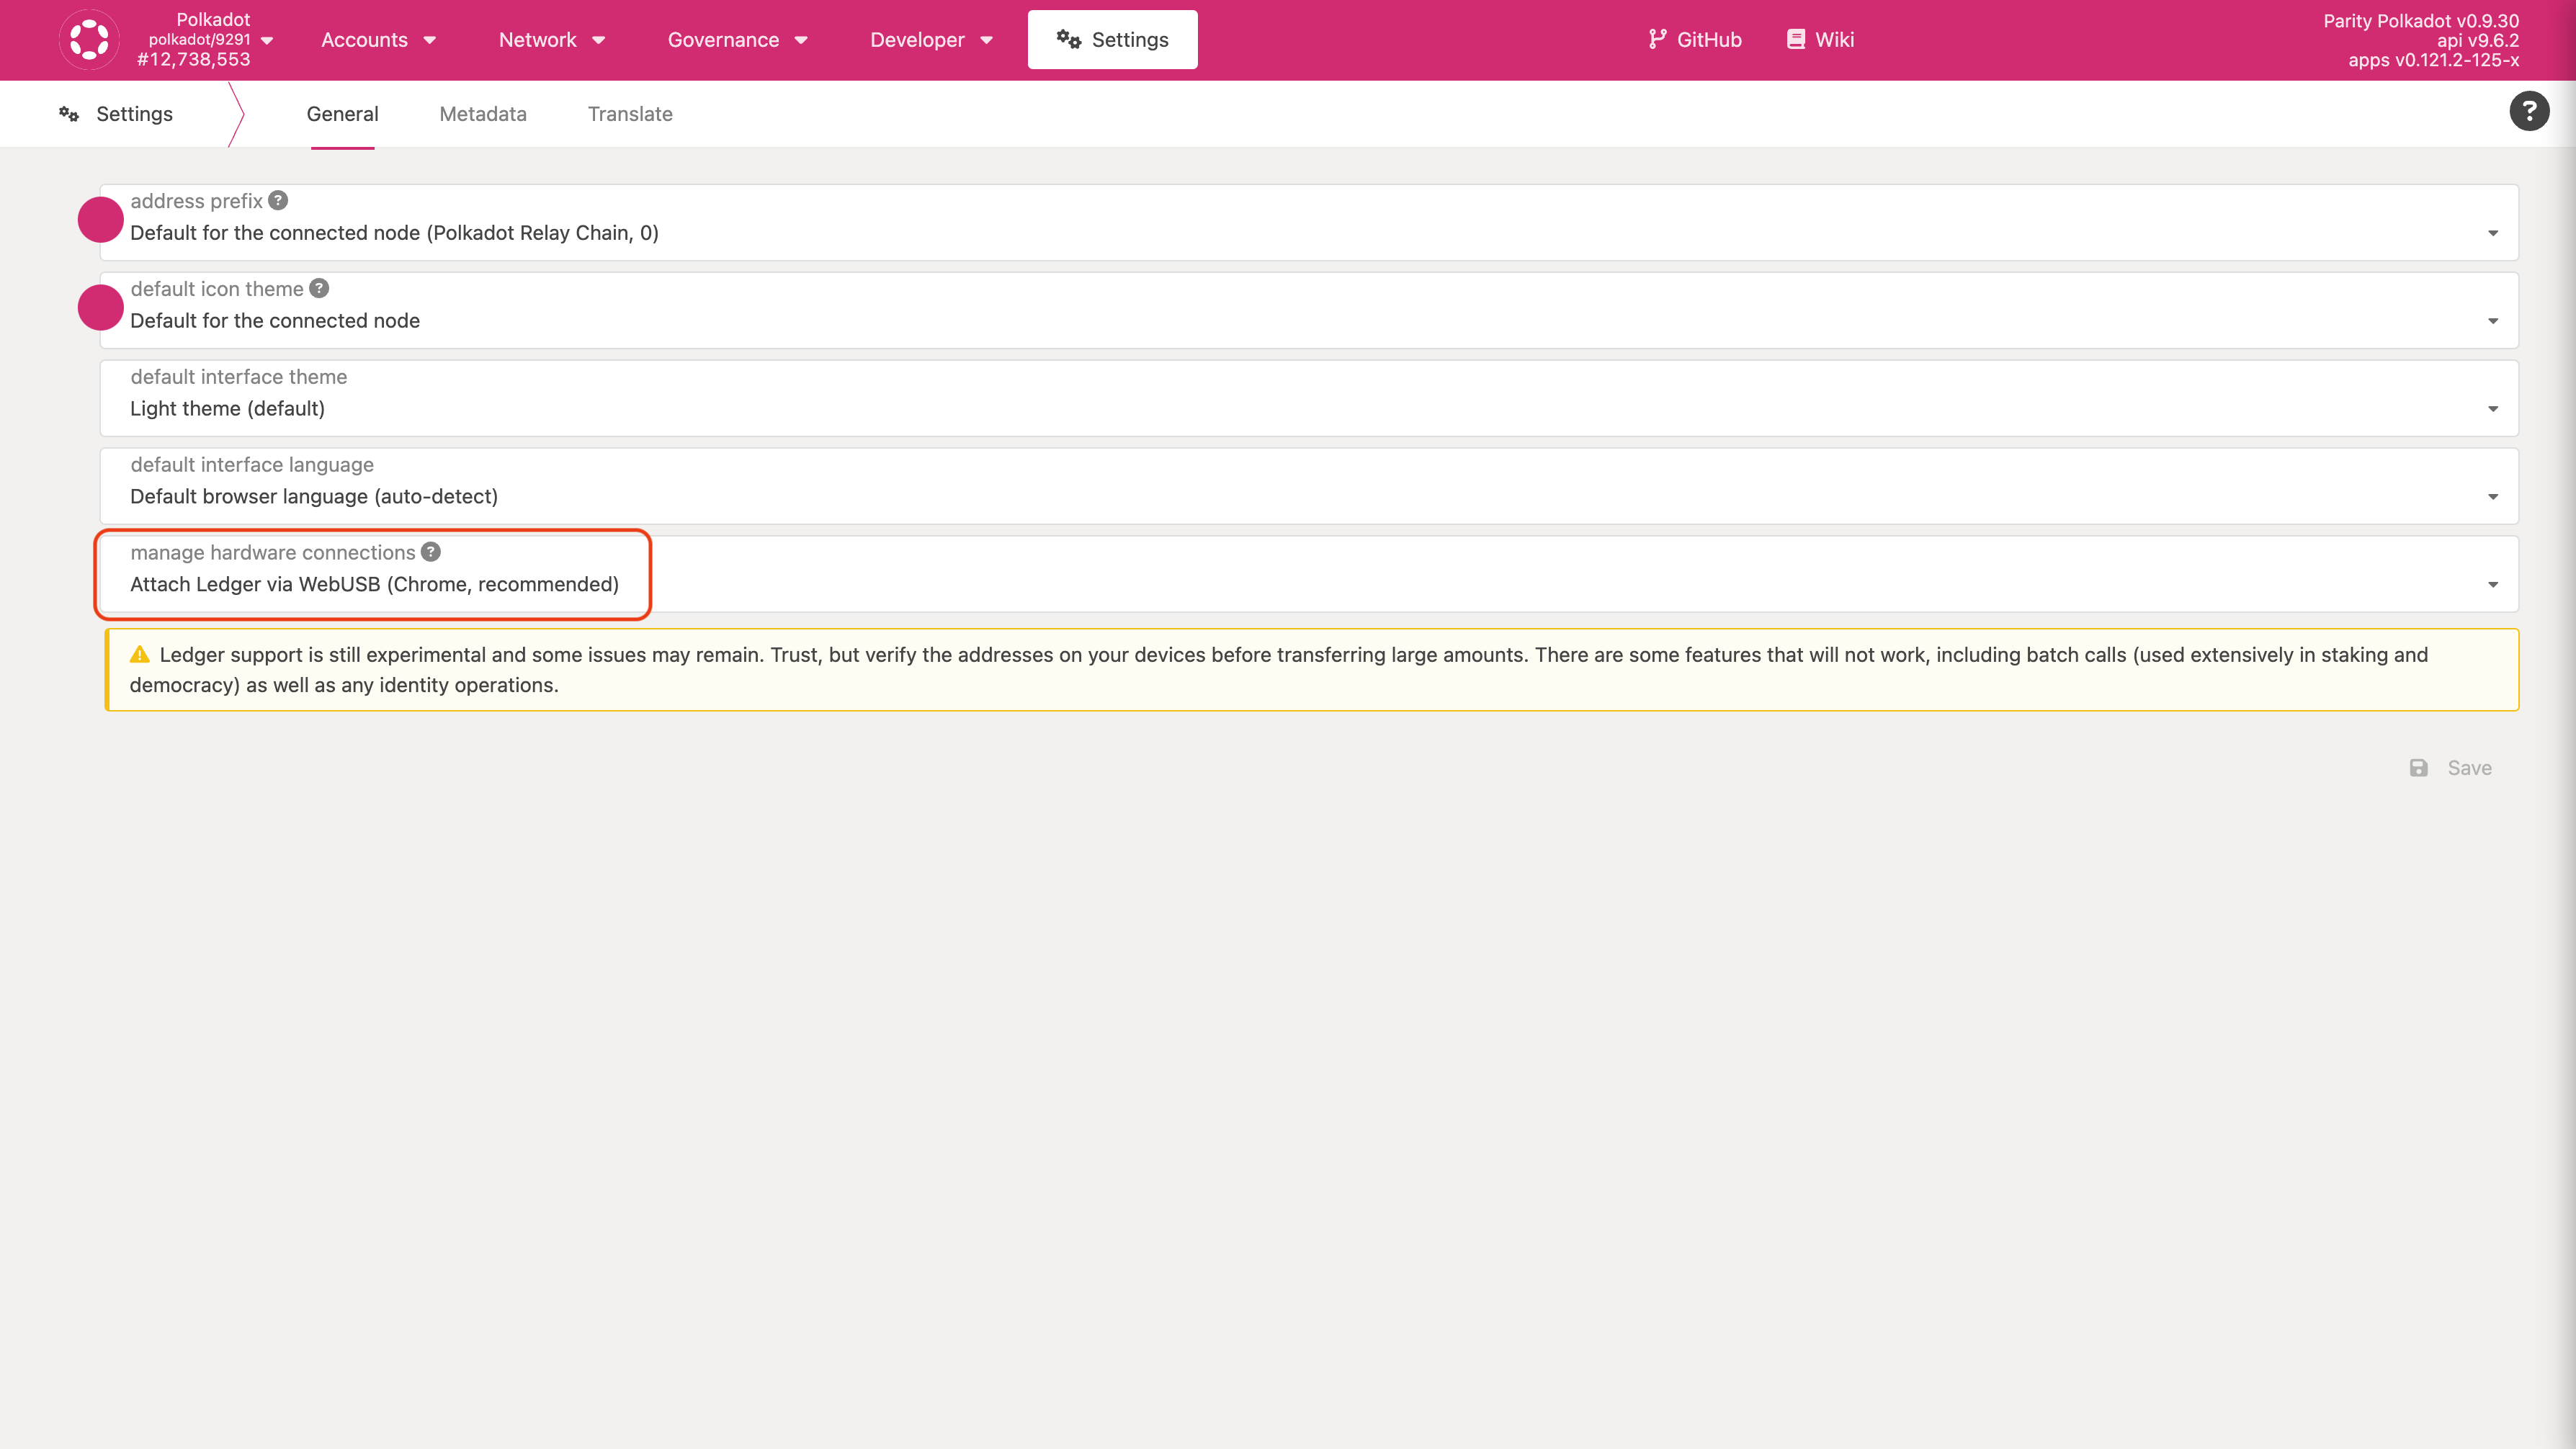 Polkadot
polkadot/9291
#12,738,553
Accounts
Network
Governance
Developer
Settings
GitHub
Wiki
Parity Polkadot v0.9.30
api v9.6.2
apps v0.121.2-125-x
Settings
General
Metadata
Translate
?
address prefix ?
Default for the connected node (Polkadot Relay Chain, 0)
default icon theme ?
Default for the connected node
default interface theme
Light theme (default)
default interface language
Default browser language (auto-detect)
manage hardware connections ?
Attach Ledger via WebUSB (Chrome, recommended)
Ledger support is still experimental and some issues may remain. Trust, but verify the addresses on your devices before transferring large amounts. There are some features that will not work, including batch calls (used extensively in staking and
democracy) as well as any identity operations.
Save